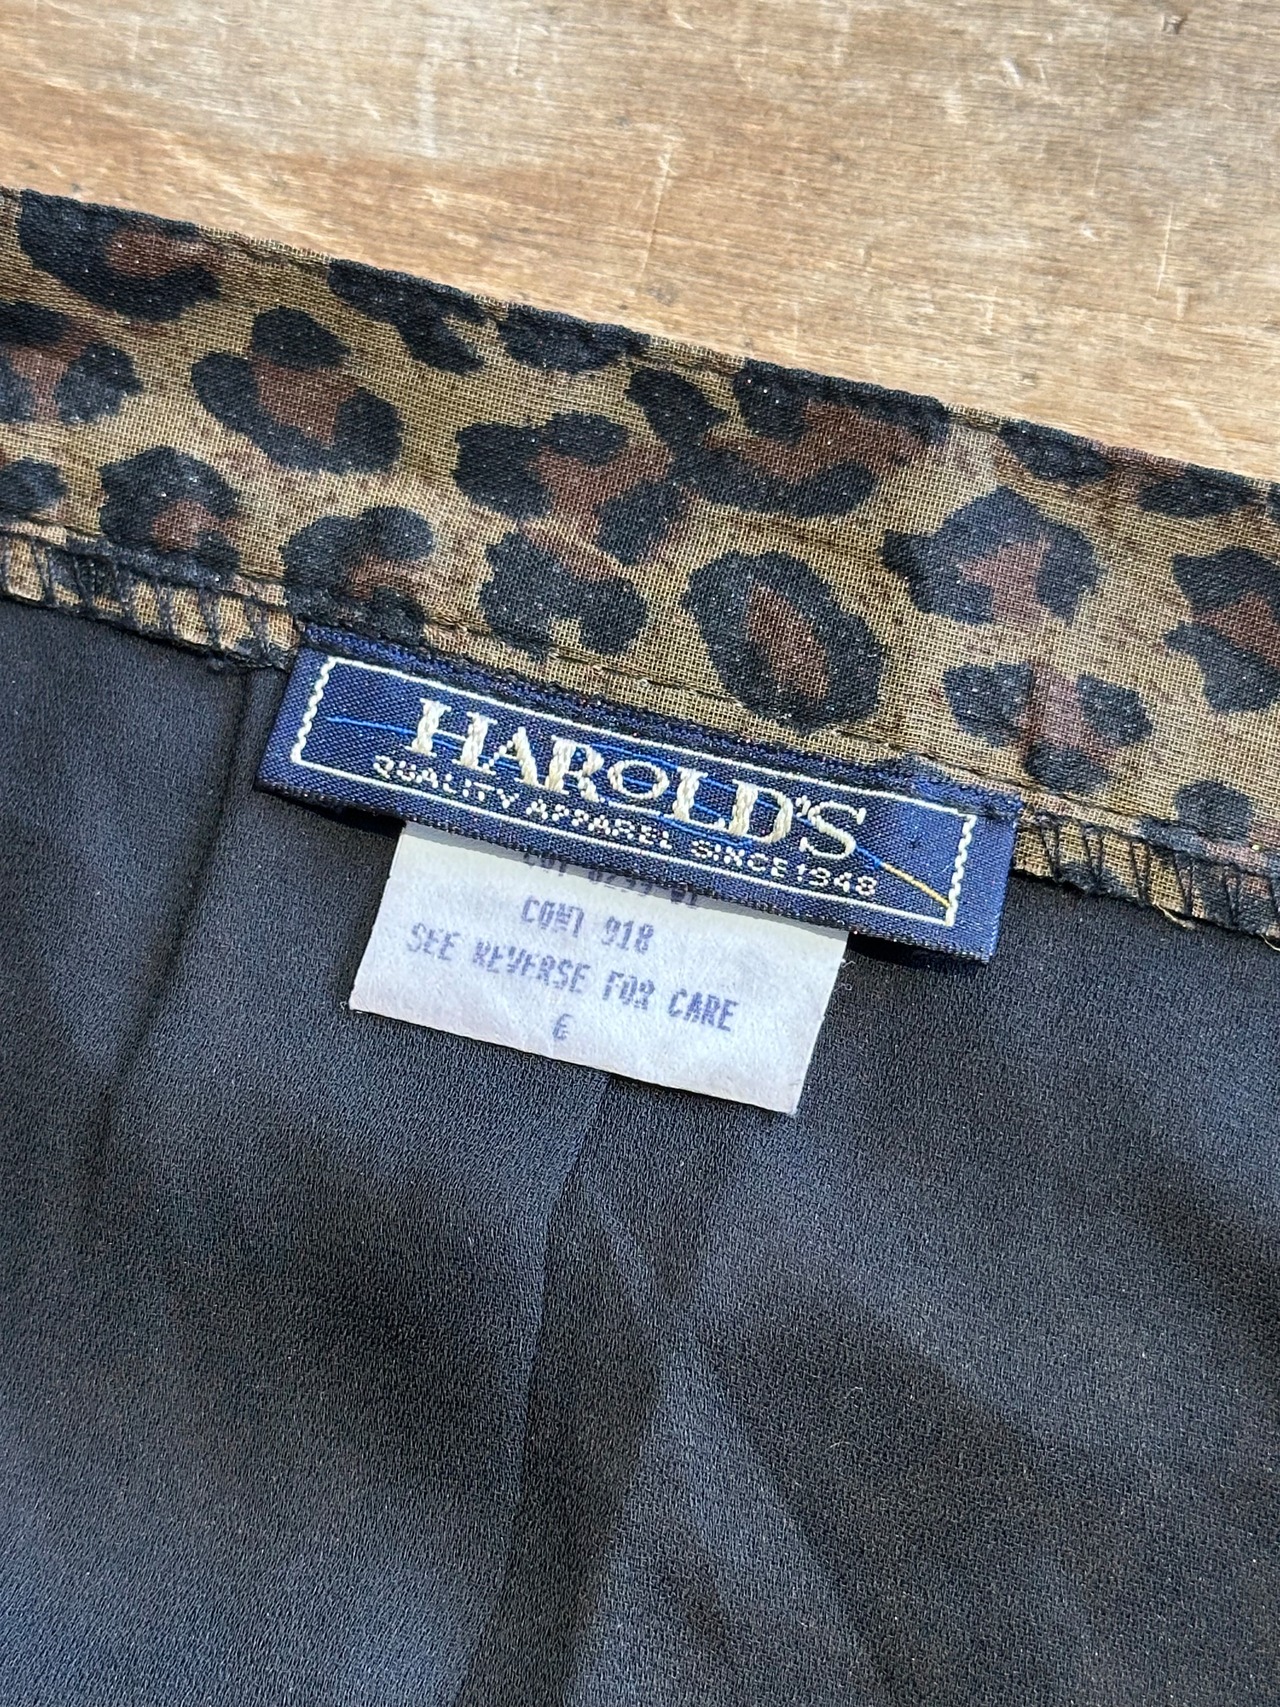 HAROLD'S
QUALITY APPAREL SINCE 1948
CONT 918
SEE REVERSE FOR CARE
6